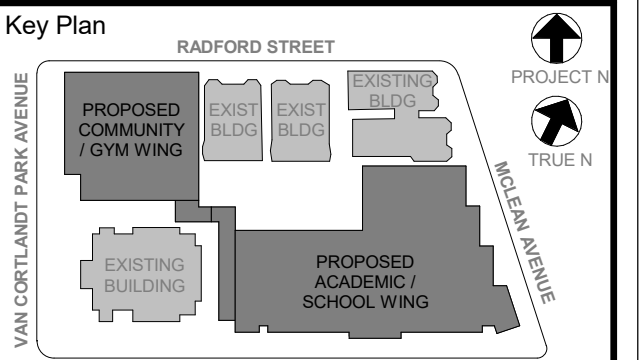 Key Plan
RADFORD STREET
PROJECT N
TRUE N
VAN CORTLANDT PARK AVENUE
PROPOSED
COMMUNITY
/ GYM WING
EXIST
BLDG
EXIST
BLDG
EXISTING
BLDG
MCLEAN AVENUE
EXISTING
BUILDING
PROPOSED
ACADEMIC /
SCHOOL WING